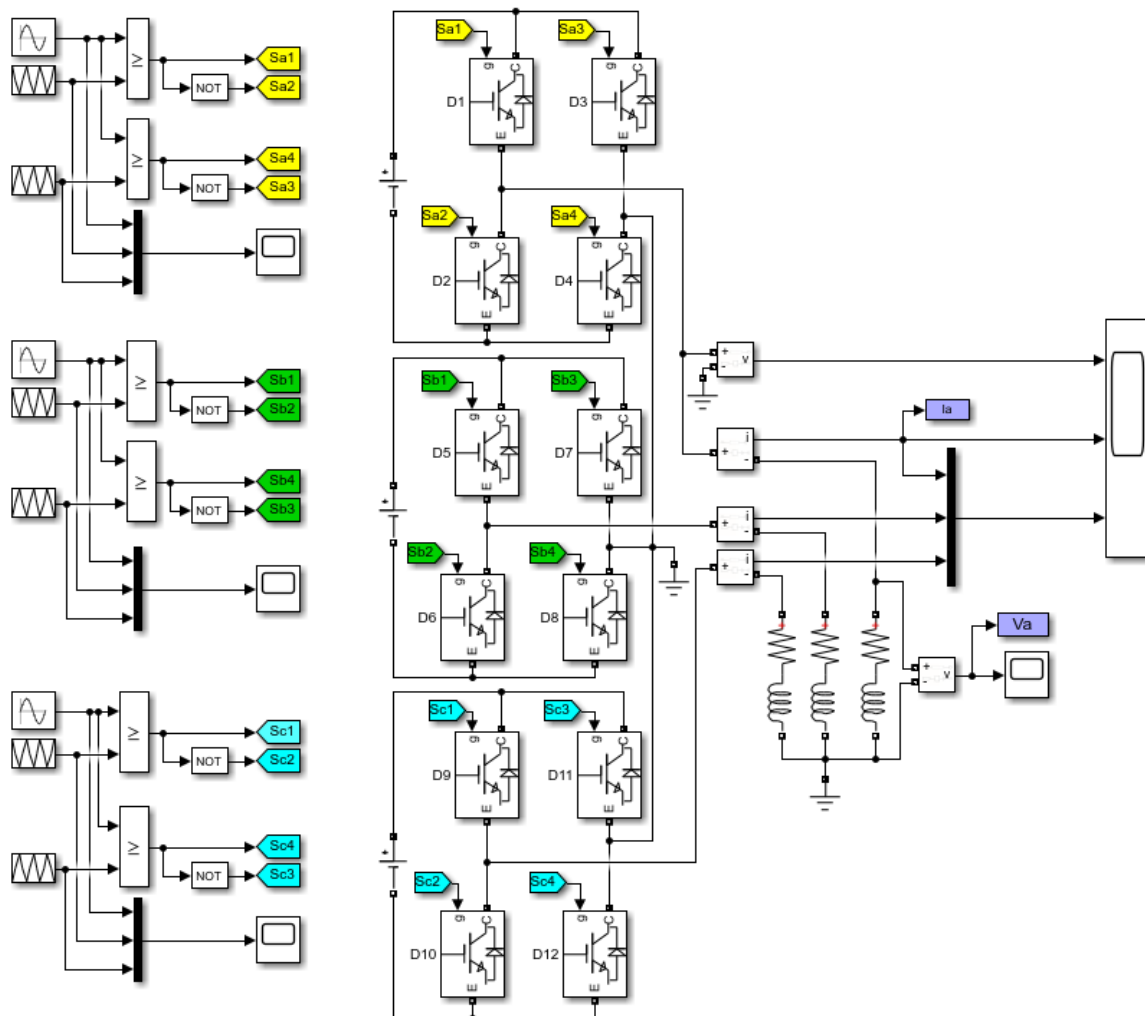 ≥
Sa1
NOT
Sa2
≥
Sa4
NOT
Sa3
Sa1
Sa3
g
C
g
C
D1
D3
E
E
+
Sa2
Sa4
g
C
g
C
D2
D4
E
E
≥
Sb1
NOT
Sb2
≥
Sb4
NOT
Sb3
Sb1
Sb3
g
C
g
C
D5
D7
E
E
+
Sb2
Sb4
g
C
g
C
D6
D8
E
E
≥
Sc1
NOT
Sc2
≥
Sc4
NOT
Sc3
Sc1
Sc3
g
C
g
C
D9
D11
E
E
+
Sc2
Sc4
g
C
g
C
D10
D12
E
E
+
-
v
Ia
+
i
-
+
i
-
+
i
-
+
+
+
Va
+
-
v